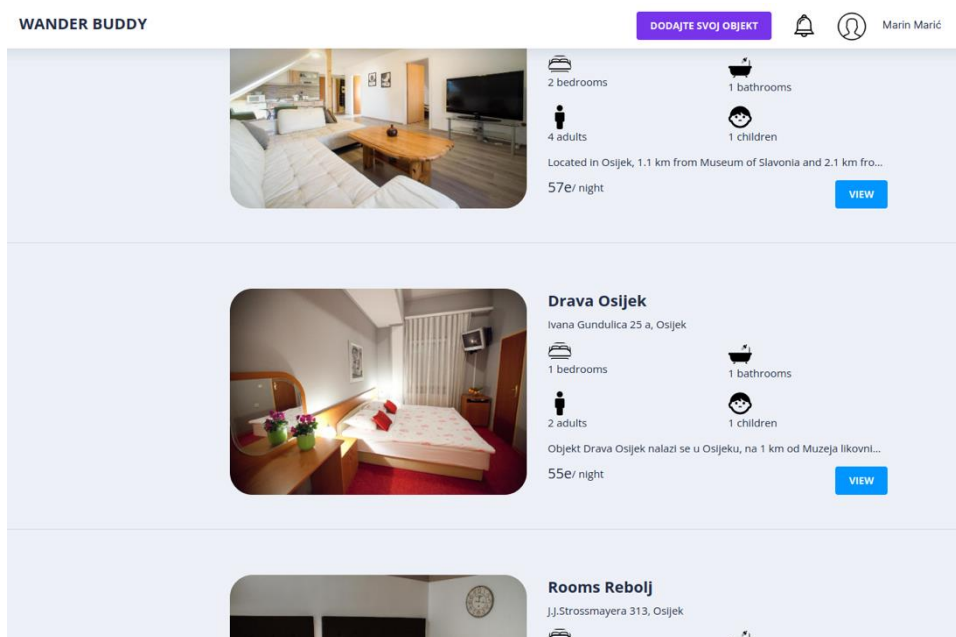 WANDER BUDDY
DODAJTE SVOJ OBJEKT
Marin Marić
2 bedrooms
1 bathrooms
4 adults
1 children
Located in Osijek, 1.1 km from Museum of Slavonia and 2.1 km fro...
57e/ night
VIEW
Drava Osijek
Ivana Gundulica 25 a, Osijek
1 bedrooms
1 bathrooms
2 adults
1 children
Objekt Drava Osijek nalazi se u Osijeku, na 1 km od Muzeja likovni...
55e/ night
VIEW
Rooms Rebolj
J.J.Strossmayera 313, Osijek